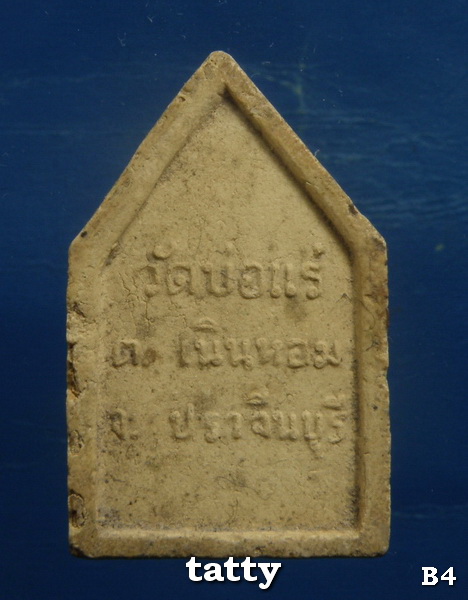 วัดบ่อแร่
ต. เนินหอม
จ. ปราจีนบุรี
tatty
B4